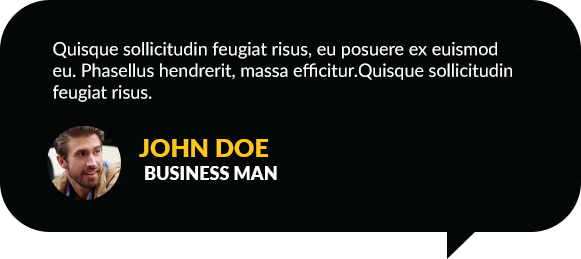 Quisque sollicitudin feugiat risus, eu posuere ex euismod
eu. Phasellus hendrerit, massa efficitur.Quisque sollicitudin
feugiat risus.
JOHN DOE
BUSINESS MAN